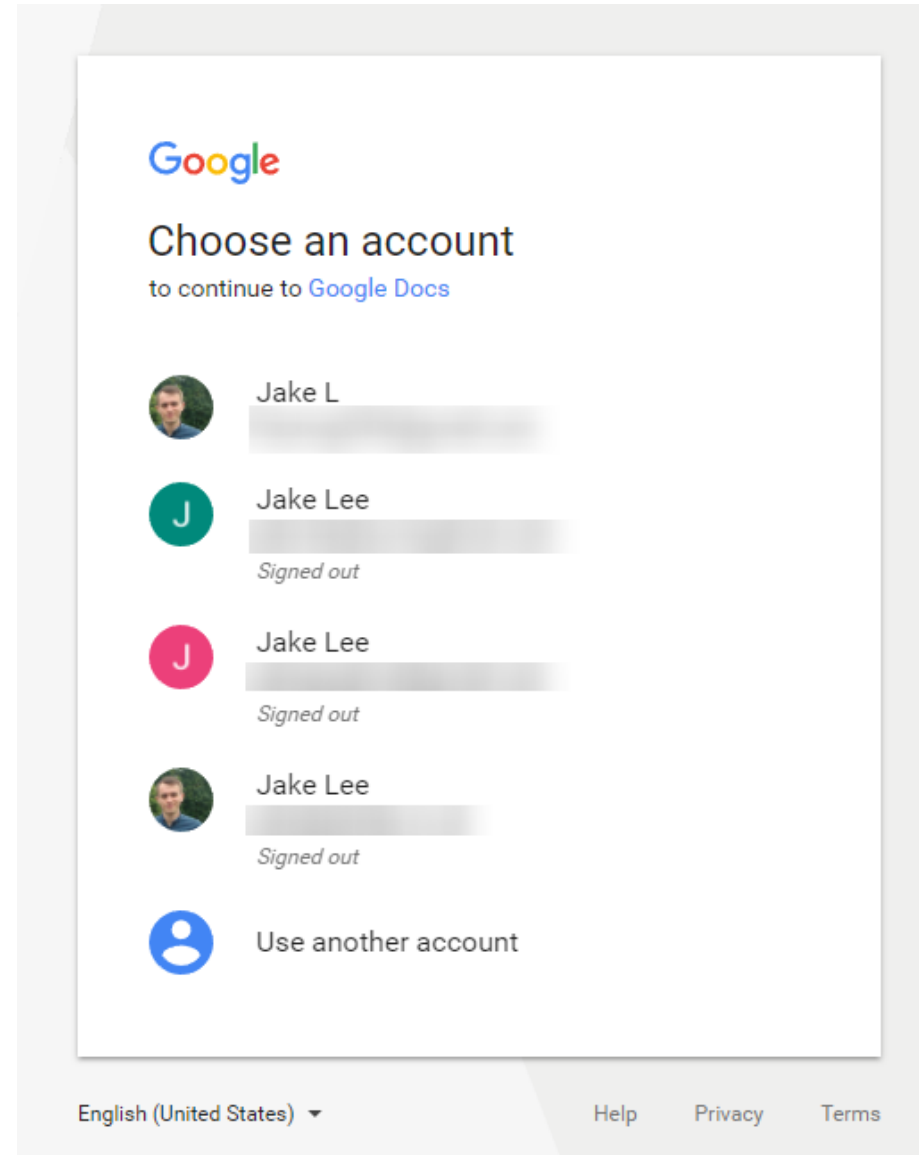 Google
Choose an account
to continue to Google Docs
Jake L
J
Jake Lee
Signed out
J
Jake Lee
Signed out
Jake Lee
Signed out
Use another account
English (United States)
Help Privacy Terms